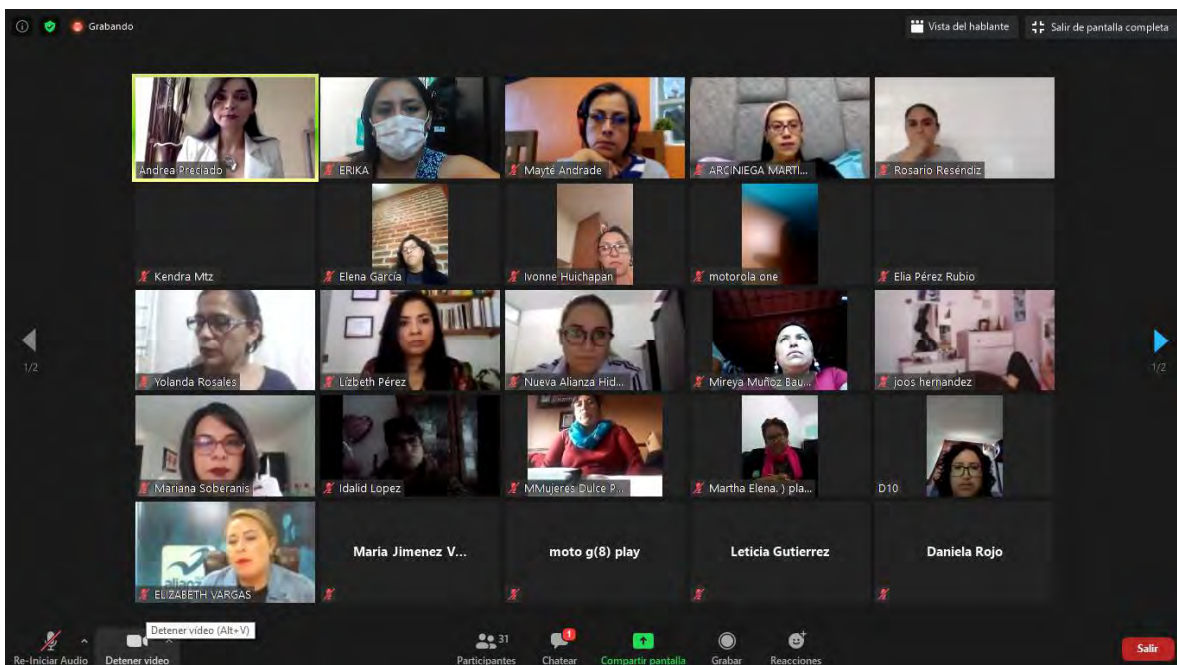 Grabando
Vista del hablante
Salir de pantalla completa
Andrea Preciado
ERIKA
Mayté Andrade
ARCINIEGA MARTI...
Rosario Reséndiz
Kendra Mtz
Elena García
Ivonne Huichapan
motorola one
Elia Pérez Rubio
1/2
1/2
Yolanda Rosales
Lízbeth Pérez
Nueva Alianza Hid...
Mireya Muñoz Bau...
joos hernandez
Mariana Soberanis
Idalid Lopez
MMujeres Dulce P...
Martha Elena. ) pla...
D10
alianz
ELIZABETH VARGAS
Maria Jimenez V...
moto g(8) play
Leticia Gutierrez
Daniela Rojo
Detener vídeo (Alt+V)
Re-Iniciar Audio
Detener video
31
Participantes
1
Chatear
Compartir pantalla
Grabar
Reacciones
Salir